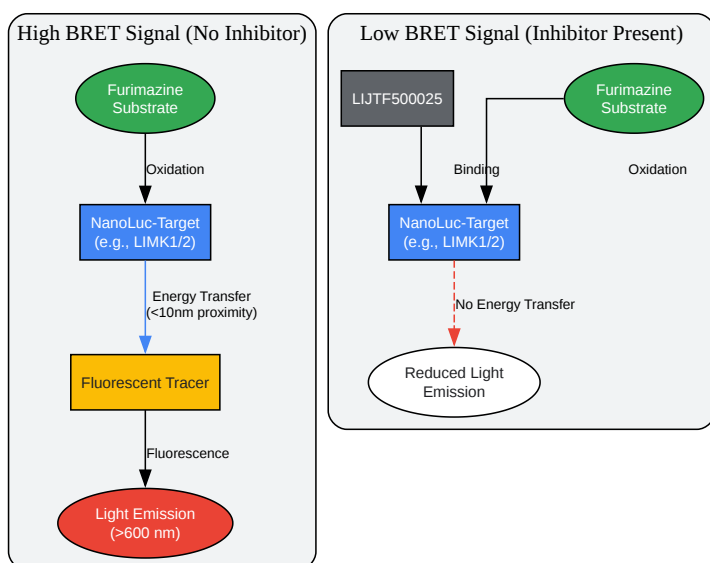 High BRET Signal (No Inhibitor)
Furimazine
Substrate
Oxidation
NanoLuc-Target
(e.g., LIMK1/2)
Energy Transfer
(<10nm proximity)
Fluorescent Tracer
Fluorescence
Light Emission
(>600 nm)
Low BRET Signal (Inhibitor Present)
LIJTF500025
Furimazine
Substrate
Binding
Oxidation
NanoLuc-Target
(e.g., LIMK1/2)
No Energy Transfer
Reduced Light
Emission